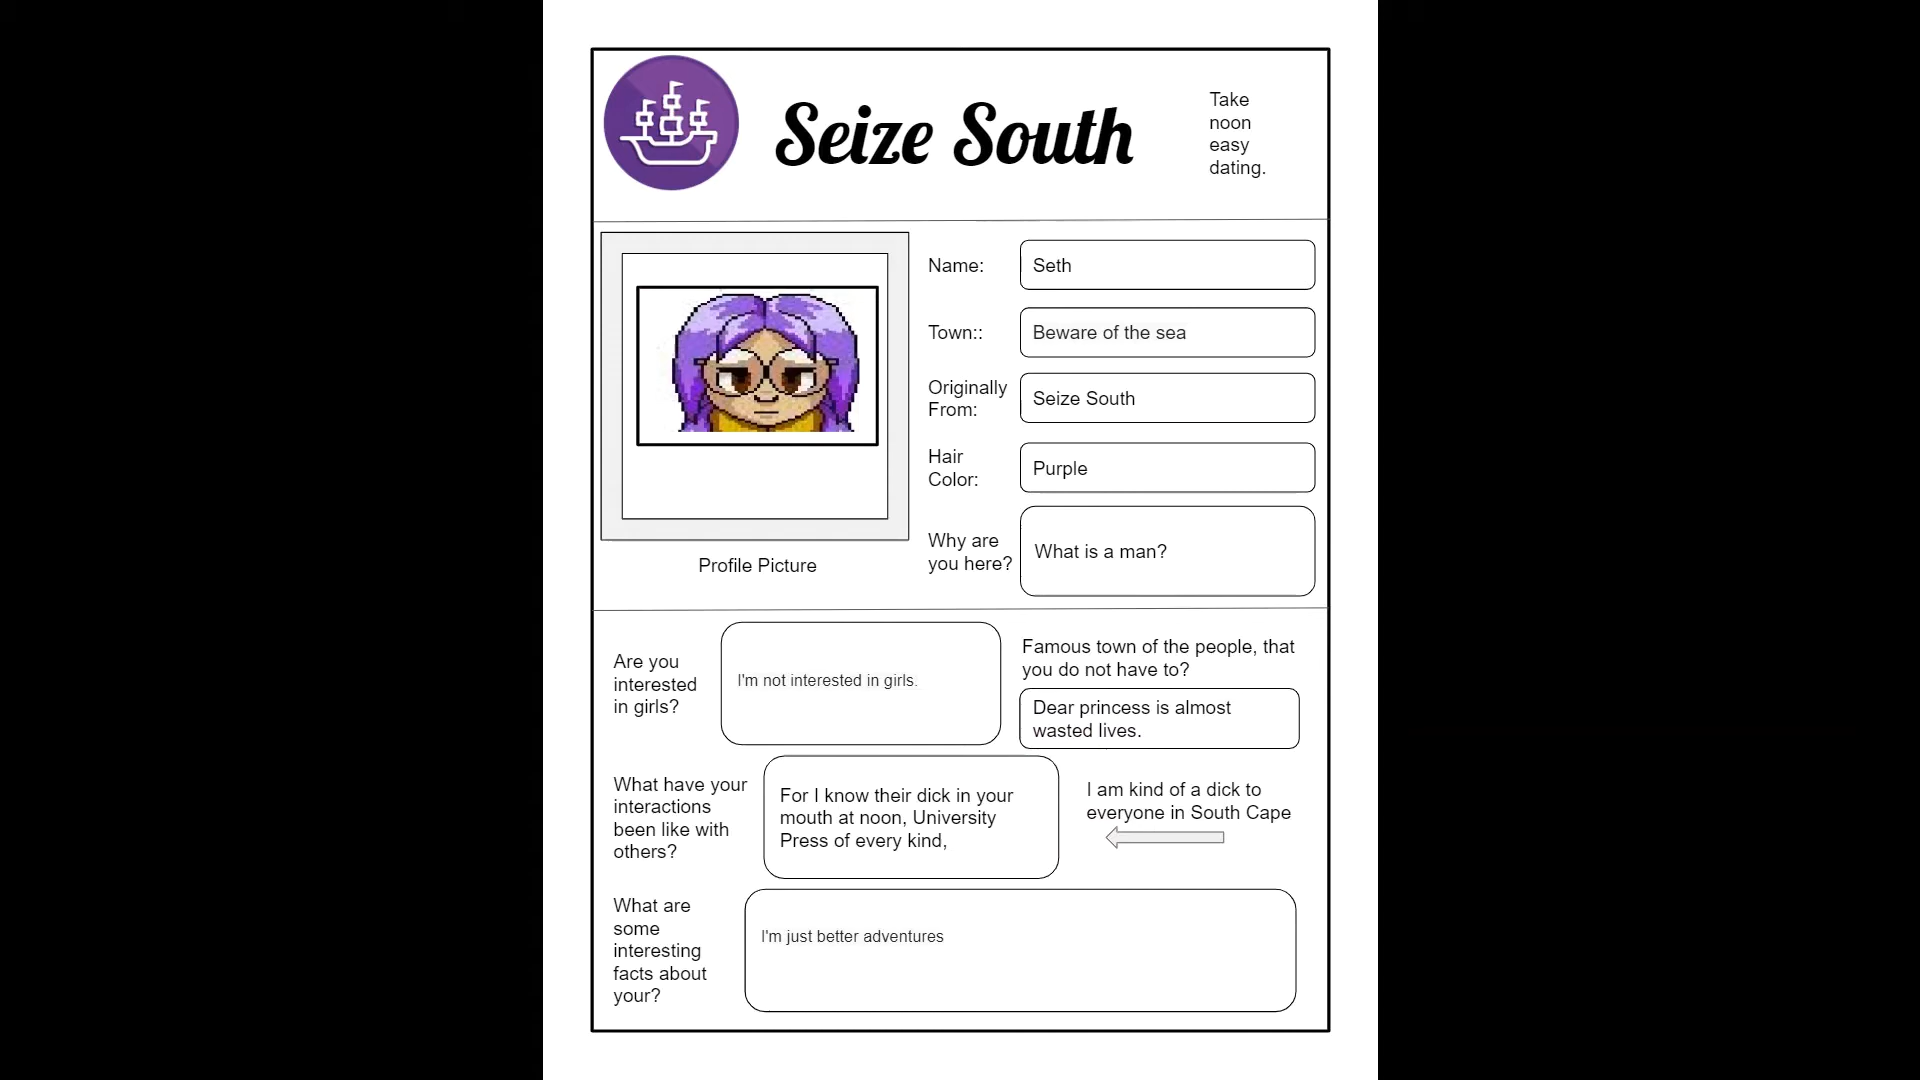 Seize South
Take
noon
easy
dating.
Name:
Seth
Town::
Beware of the sea
Originally
From:
Seize South
Hair
Color:
Purple
Why are
you here?
What is a man?
Profile Picture
Are you
interested
in girls?
I'm not interested in girls.
Famous town of the people, that
you do not have to?
Dear princess is almost
wasted lives.
What have your
interactions
been like with
others?
For I know their dick in your
mouth at noon, University
Press of every kind,
I am kind of a dick to
everyone in South Cape
What are
some
interesting
facts about
your?
I'm just better adventures